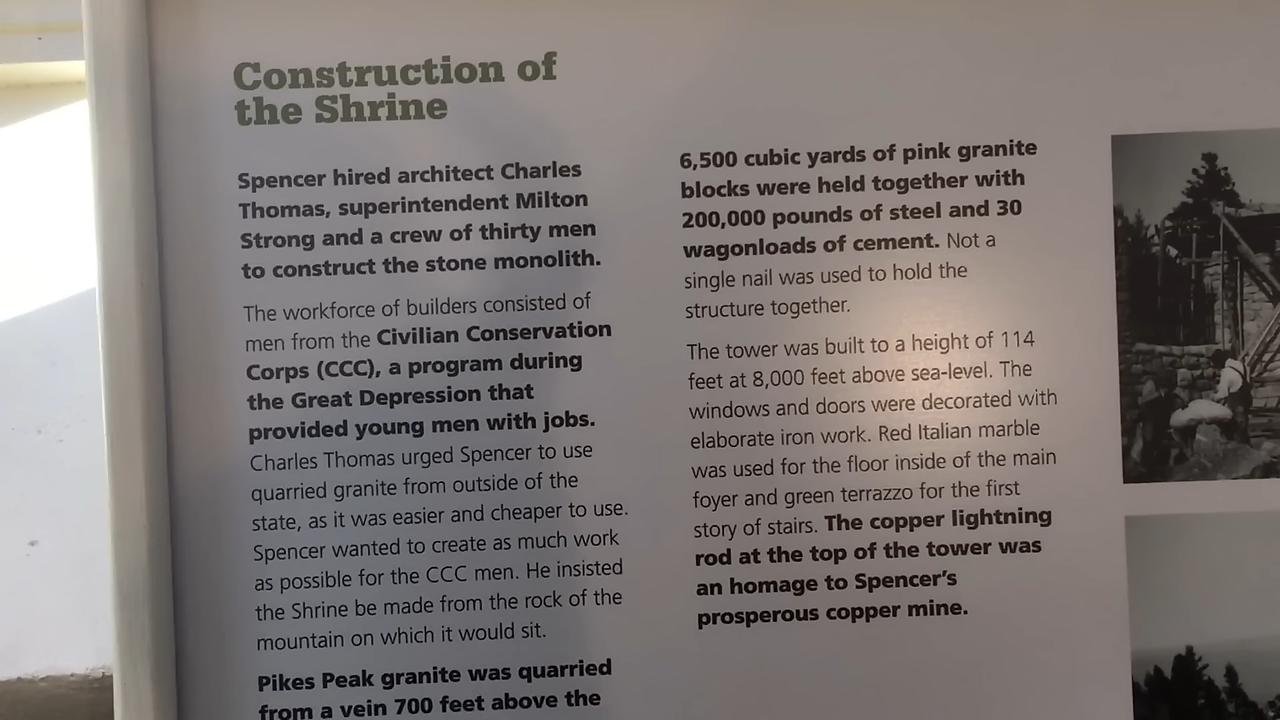 Construction of
the Shrine
Spencer hired architect Charles
Thomas, superintendent Milton
Strong and a crew of thirty men
to construct the stone monolith.
The workforce of builders consisted of
men from the Civilian Conservation
Corps (CCC), a program during
the Great Depression that
provided young men with jobs.
Charles Thomas urged Spencer to use
quarried granite from outside of the
state, as it was easier and cheaper to use.
Spencer wanted to create as much work
as possible for the CCC men. He insisted
the Shrine be made from the rock of the
mountain on which it would sit.
Pikes Peak granite was quarried
from a vein 700 feet above the
6,500 cubic yards of pink granite
blocks were held together with
200,000 pounds of steel and 30
wagonloads of cement. Not a
single nail was used to hold the
structure together.
The tower was built to a height of 114
feet at 8,000 feet above sea-level. The
windows and doors were decorated with
elaborate iron work. Red Italian marble
was used for the floor inside of the main
foyer and green terrazzo for the first
story of stairs. The copper lightning
rod at the top of the tower was
an homage to Spencer's
prosperous copper mine.